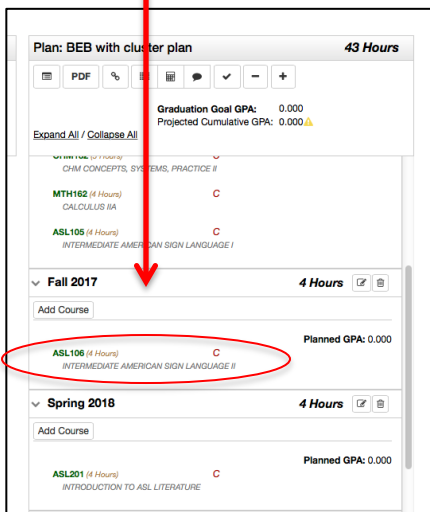 Plan: BEB with cluster plan 43 Hours
PDF
Graduation Goal GPA: 0.000
Projected Cumulative GPA: 0.000
Expand All / Collapse All
CHM CONCEPTS, SYSTEMS, PRACTICE II
MTH162 (4 Hours) C
CALCULUS IIA
ASL105 (4 Hours) C
INTERMEDIATE AMERICAN SIGN LANGUAGE I
Fall 2017 4 Hours
Add Course
Planned GPA: 0.000
ASL106 (4 Hours) C
INTERMEDIATE AMERICAN SIGN LANGUAGE II
Spring 2018 4 Hours
Add Course
Planned GPA: 0.000
ASL201 (4 Hours) C
INTRODUCTION TO ASL LITERATURE